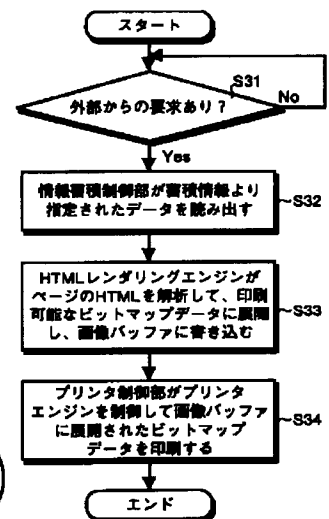 スタート
S31
外部からの要求あり？
No
Yes
情報蓄積制御部が蓄積情報より
指定されたデータを読み出す
S32
HTMLレンダリングエンジンが
ページのHTMLを解析して、印刷
可能なビットマップデータに展開
し、画像バッファに書き込む
S33
プリンタ制御部がプリンタ
エンジンを制御して画像バッファ
に展開されたビットマップ
データを印刷する
S34
エンド